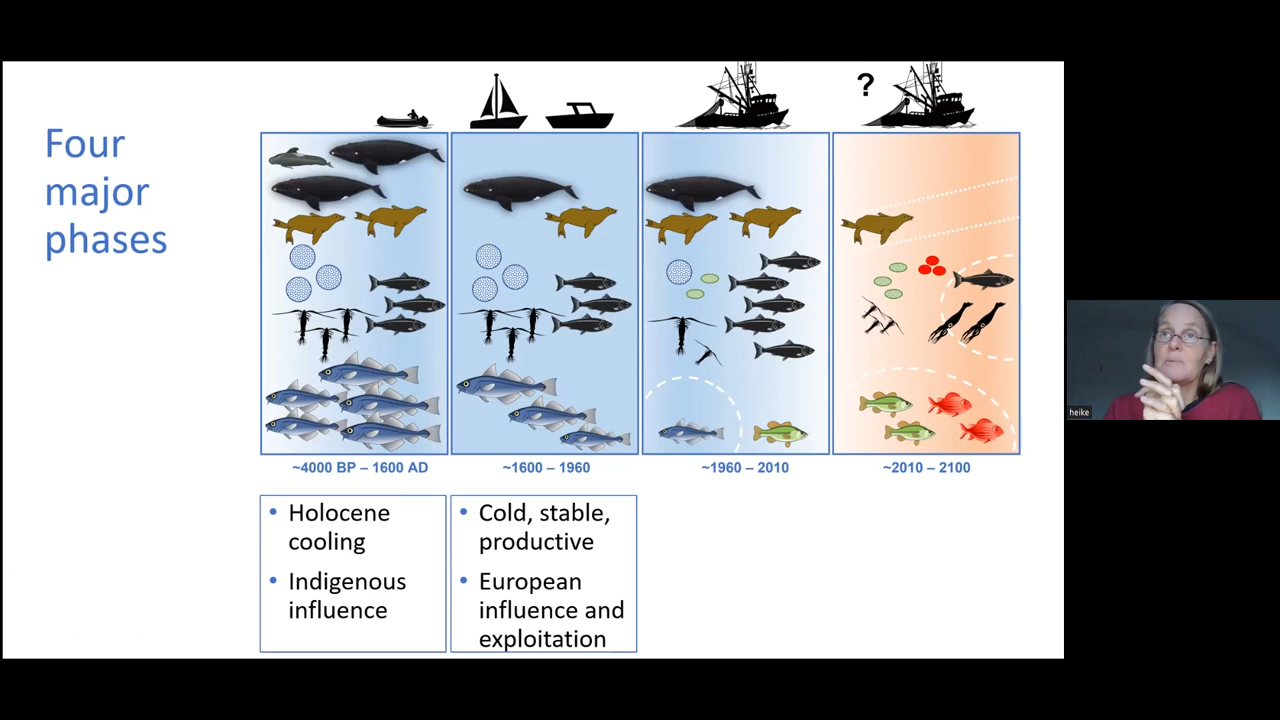 Four
major
phases
?
~4000 BP – 1600 AD
~1600 – 1960
~1960 – 2010
~2010 – 2100
• Holocene
cooling
• Indigenous
influence
• Cold, stable,
productive
• European
influence and
exploitation
heike